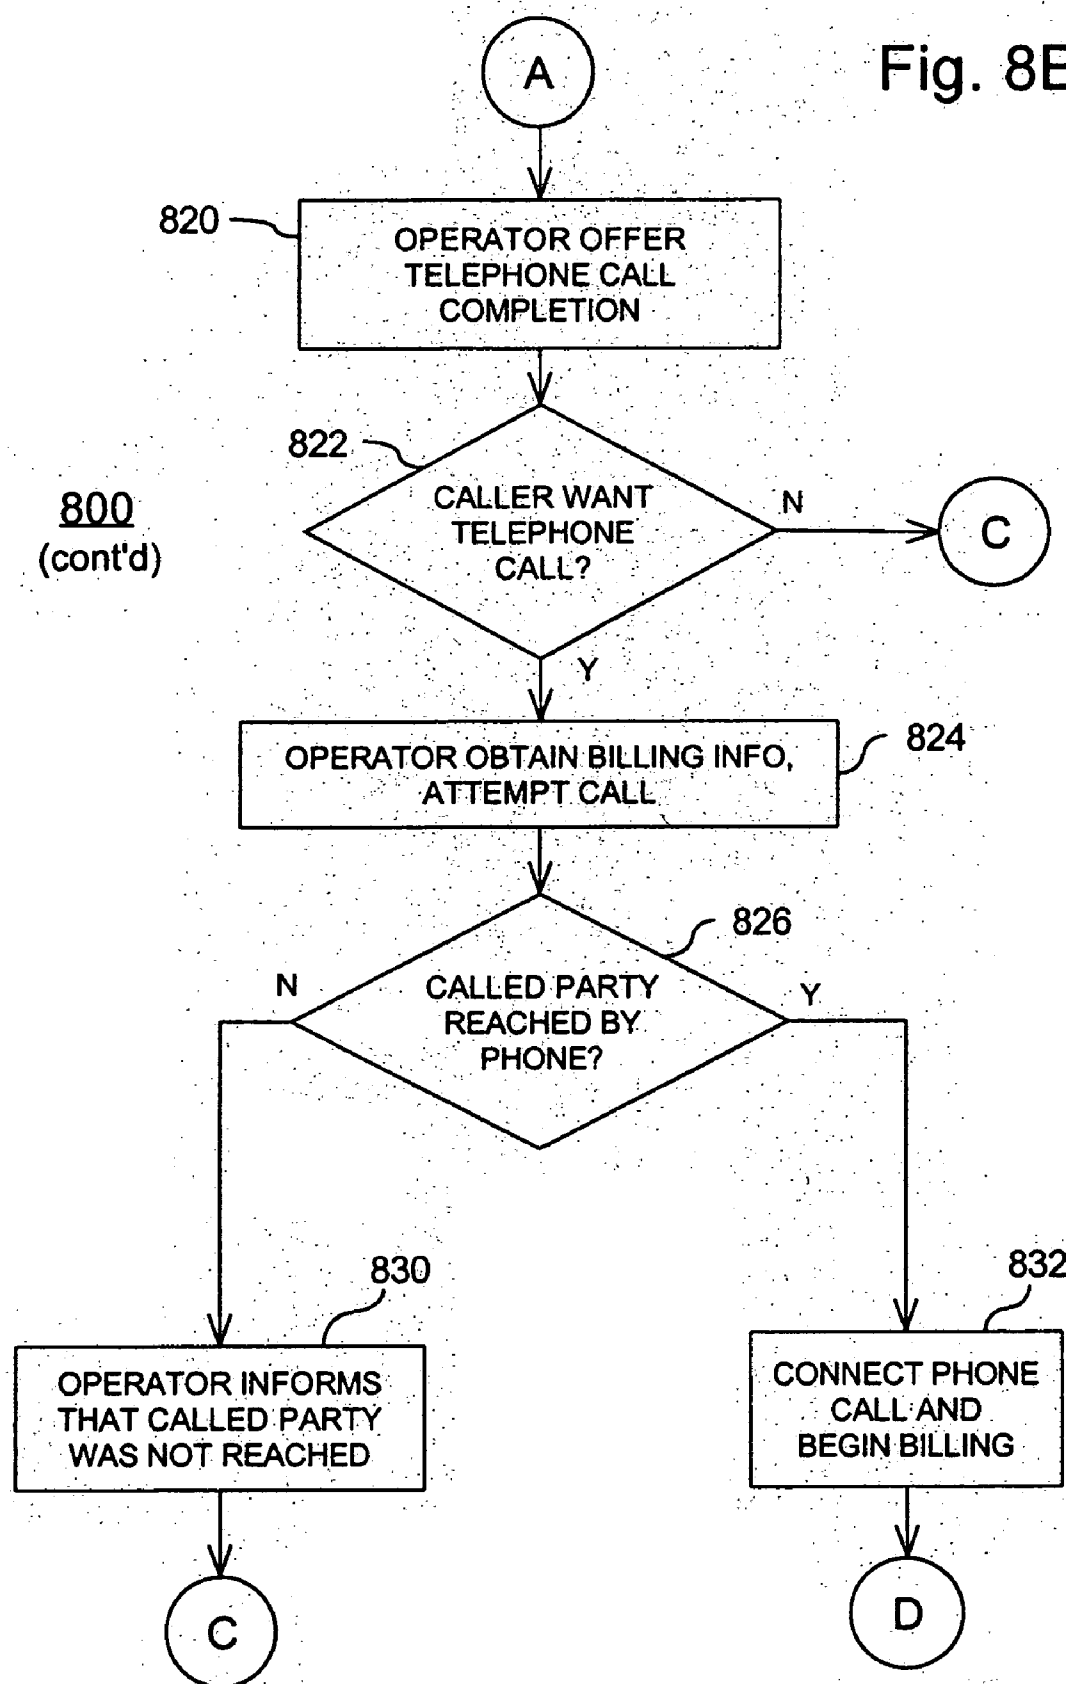 A
Fig. 8B
820
OPERATOR OFFER
TELEPHONE CALL
COMPLETION
822
800
(cont'd)
CALLER WANT
TELEPHONE
CALL?
N
C
Y
OPERATOR OBTAIN BILLING INFO,
ATTEMPT CALL
824
826
N
CALLED PARTY
REACHED BY
PHONE?
Y
830
832
OPERATOR INFORMS
THAT CALLED PARTY
WAS NOT REACHED
CONNECT PHONE
CALL AND
BEGIN BILLING
C
D